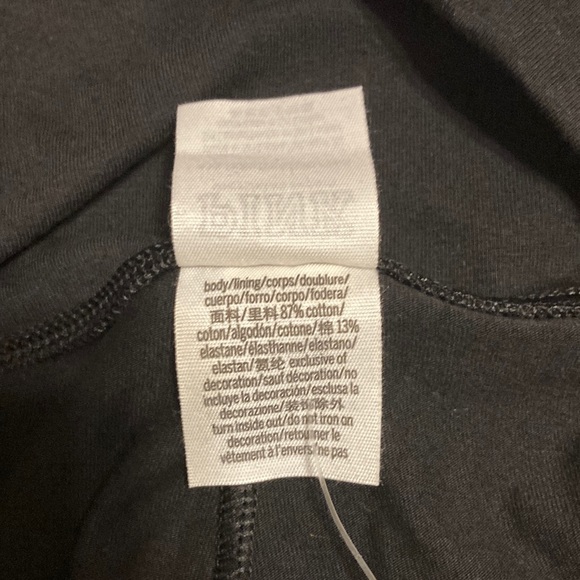 PINK
body/lining/corps/doublure/
cuerpo/forro/corpo/fodera/
面料/里料 87% cotton/
coton/algodón/cotone/棉 13%
elastane/élasthanne/elastano/
elastan/氨纶 exclusive of
decoration/sauf décoration/no
incluye la decoración/esclusa la
decorazione/装饰除外
turn inside out/do not iron on
decoration/retourner le
vêtement à l'envers/ne pas